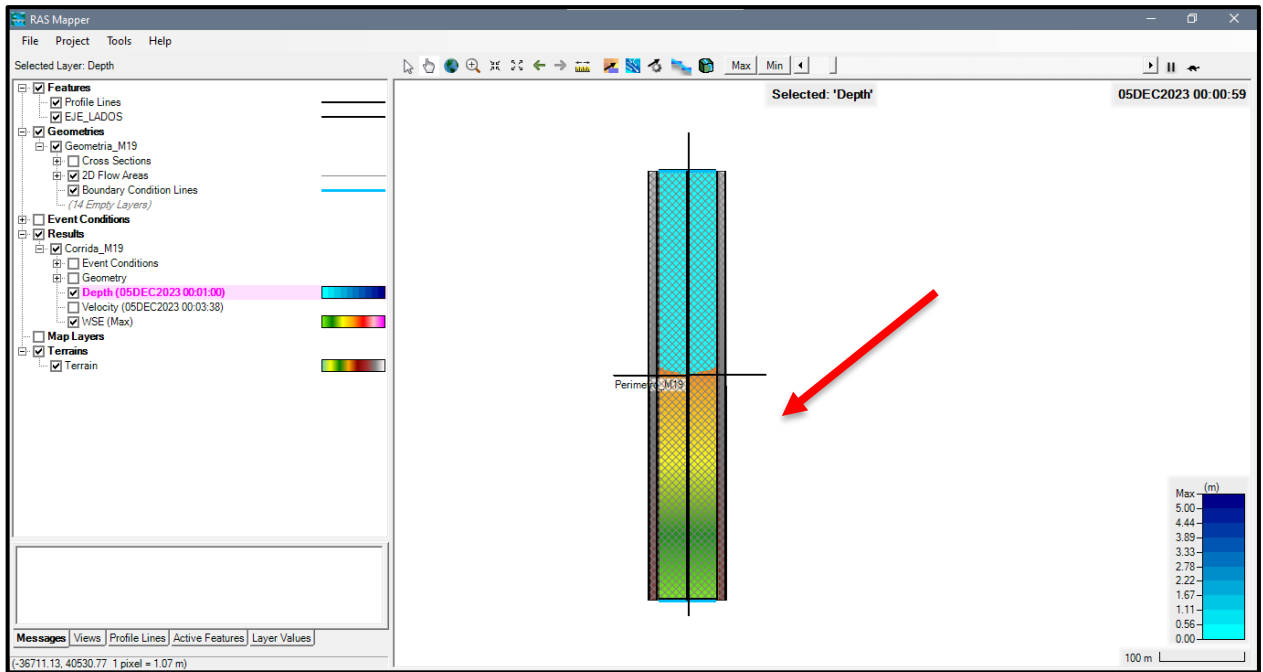 RAS Mapper
File Project Tools Help
Selected Layer: Depth
Max Min
Features
Profile Lines
EJE_LADOS
Geometries
Geometria_M19
Cross Sections
2D Flow Areas
Boundary Condition Lines
(14 Empty Layers)
Event Conditions
Results
Corrida_M19
Event Conditions
Geometry
Depth (05DEC2023 00:01:00)
Velocity (05DEC2023 00:03:38)
WSE (Max)
Map Layers
Terrains
Terrain
Selected: 'Depth'
05DEC2023 00:00:59
Perimetro_M19
(m)
Max
5.00
4.44
3.89
3.33
2.78
2.22
1.67
1.11
0.56
0.00
100 m
Messages Views Profile Lines Active Features Layer Values
(-36711.13, 40530.77 1 pixel = 1.07 m)